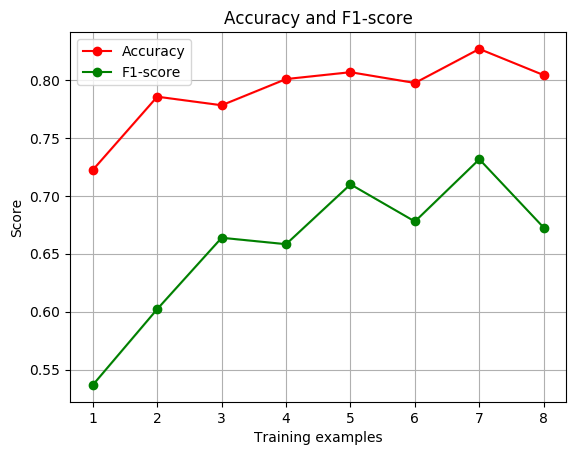 Accuracy and F1-score
Accuracy
F1-score
0.80
0.75
0.70
0.65
0.60
0.55
Score
1 2 3 4 5 6 7 8
Training examples